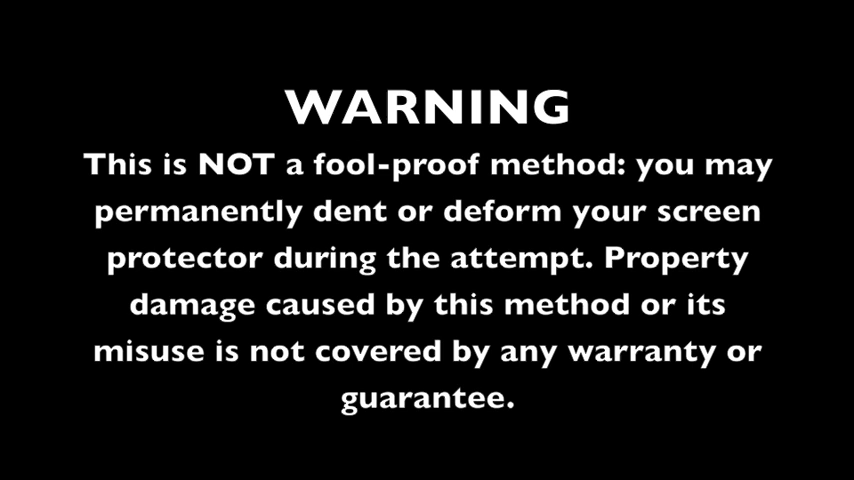 WARNING
This is NOT a fool-proof method: you may
permanently dent or deform your screen
protector during the attempt. Property
damage caused by this method or its
misuse is not covered by any warranty or
guarantee.